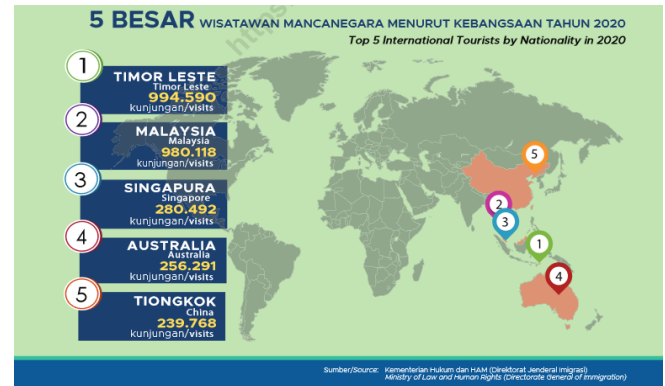 5 BESAR WISATAWAN MANCANEGARA MENURUT KEBANGSAAN TAHUN 2020
Top 5 International Tourists by Nationality in 2020
1
TIMOR LESTE
Timor Leste
994.590
kunjungan/visits
2
MALAYSIA
Malaysia
980.118
kunjungan/visits
3
SINGAPURA
Singapore
280.492
kunjungan/visits
4
AUSTRALIA
Australia
256.291
kunjungan/visits
5
TIONGKOK
China
239.768
kunjungan/visits
5
2
3
1
4
Sumber/Source: Kementerian Hukum dan HAM (Direktorat Jenderal Imigrasi)
Ministry of Law and Human Rights (Directorate General of Immigration)
https